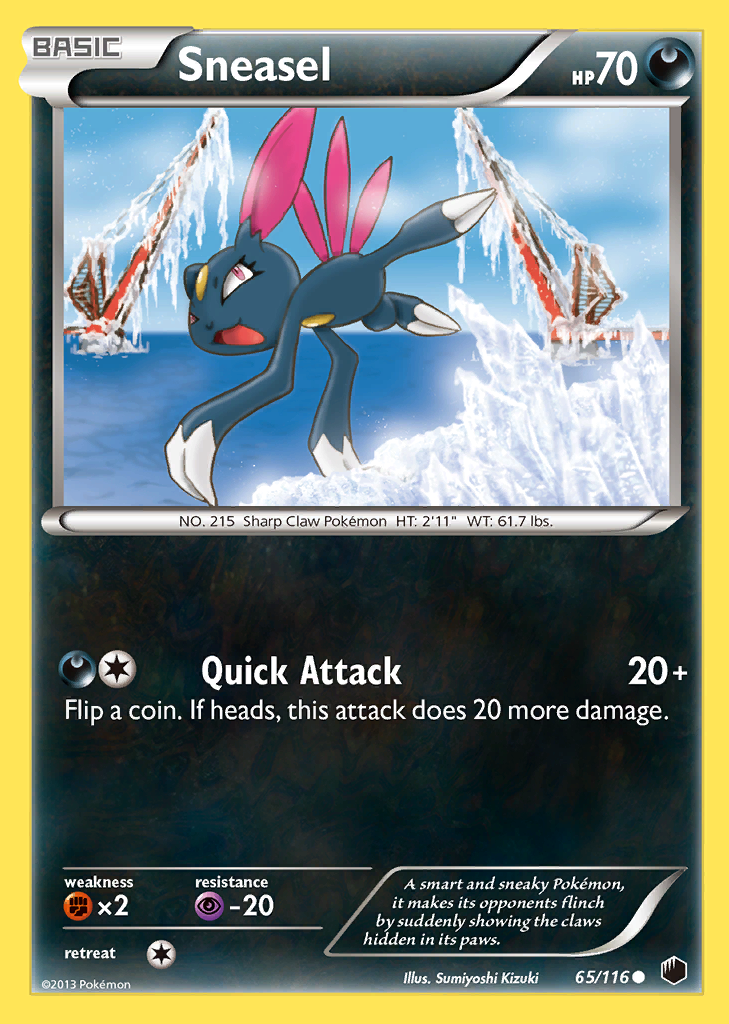 BASIC
Sneasel
HP70
NO. 215 Sharp Claw Pokémon HT: 2'11" WT: 61.7 lbs.
Quick Attack 20+
Flip a coin. If heads, this attack does 20 more damage.
weakness
×2
resistance
-20
retreat
A smart and sneaky Pokémon,
it makes its opponents flinch
by suddenly showing the claws
hidden in its paws.
©2013 Pokémon
Illus. Sumiyoshi Kizuki
65/116